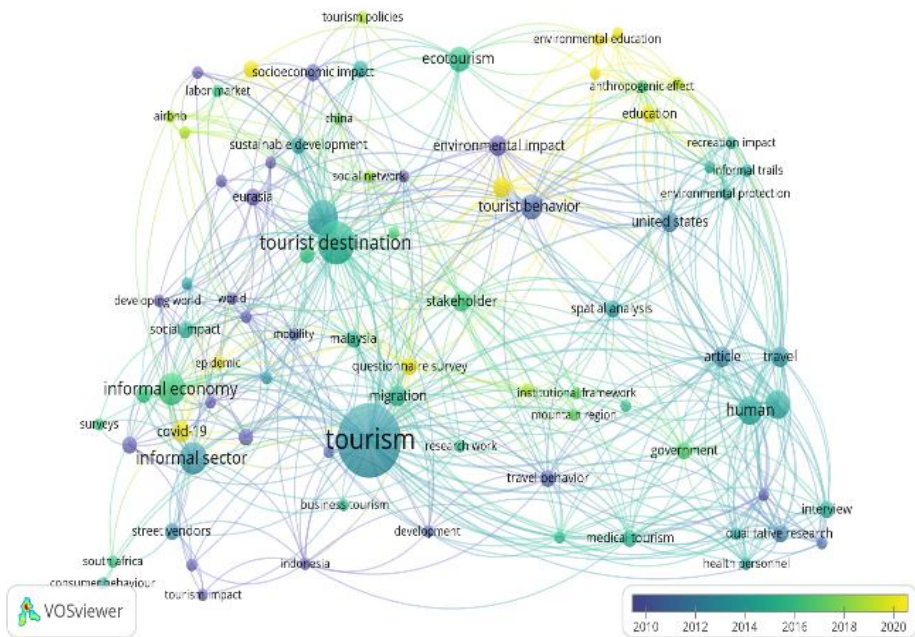 tourism policies
environmental education
ecotourism
socioeconomic impact
labor market
anthropogenic effect
airbnb
china
education
sustainable development
environmental impact
recreation impact
social network
informal trails
eurasia
tourist behavior
environmental protection
united states
tourist destination
developing world
world
stakeholder
spatial analysis
social impact
mobility
malaysia
epidemic
questionnaire survey
article
travel
informal economy
migration
institutional framework
human
mountain region
surveys
covid-19
tourism
research work
government
informal sector
travel behavior
business tourism
interview
street vendors
development
medical tourism
qualitative research
south africa
indonesia
health personnel
consumer behaviour
tourism impact
VOSviewer
2010 2012 2014 2016 2018 2020